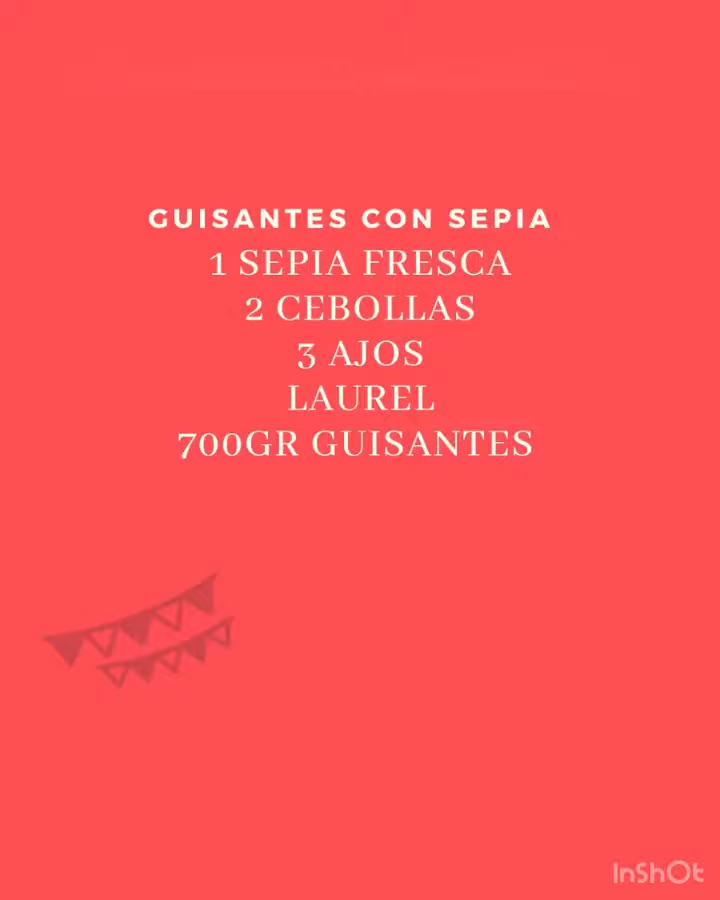 GUISANTES CON SEPIA
1 SEPIA FRESCA
2 CEBOLLAS
3 AJOS
LAUREL
700GR GUISANTES
InShOt